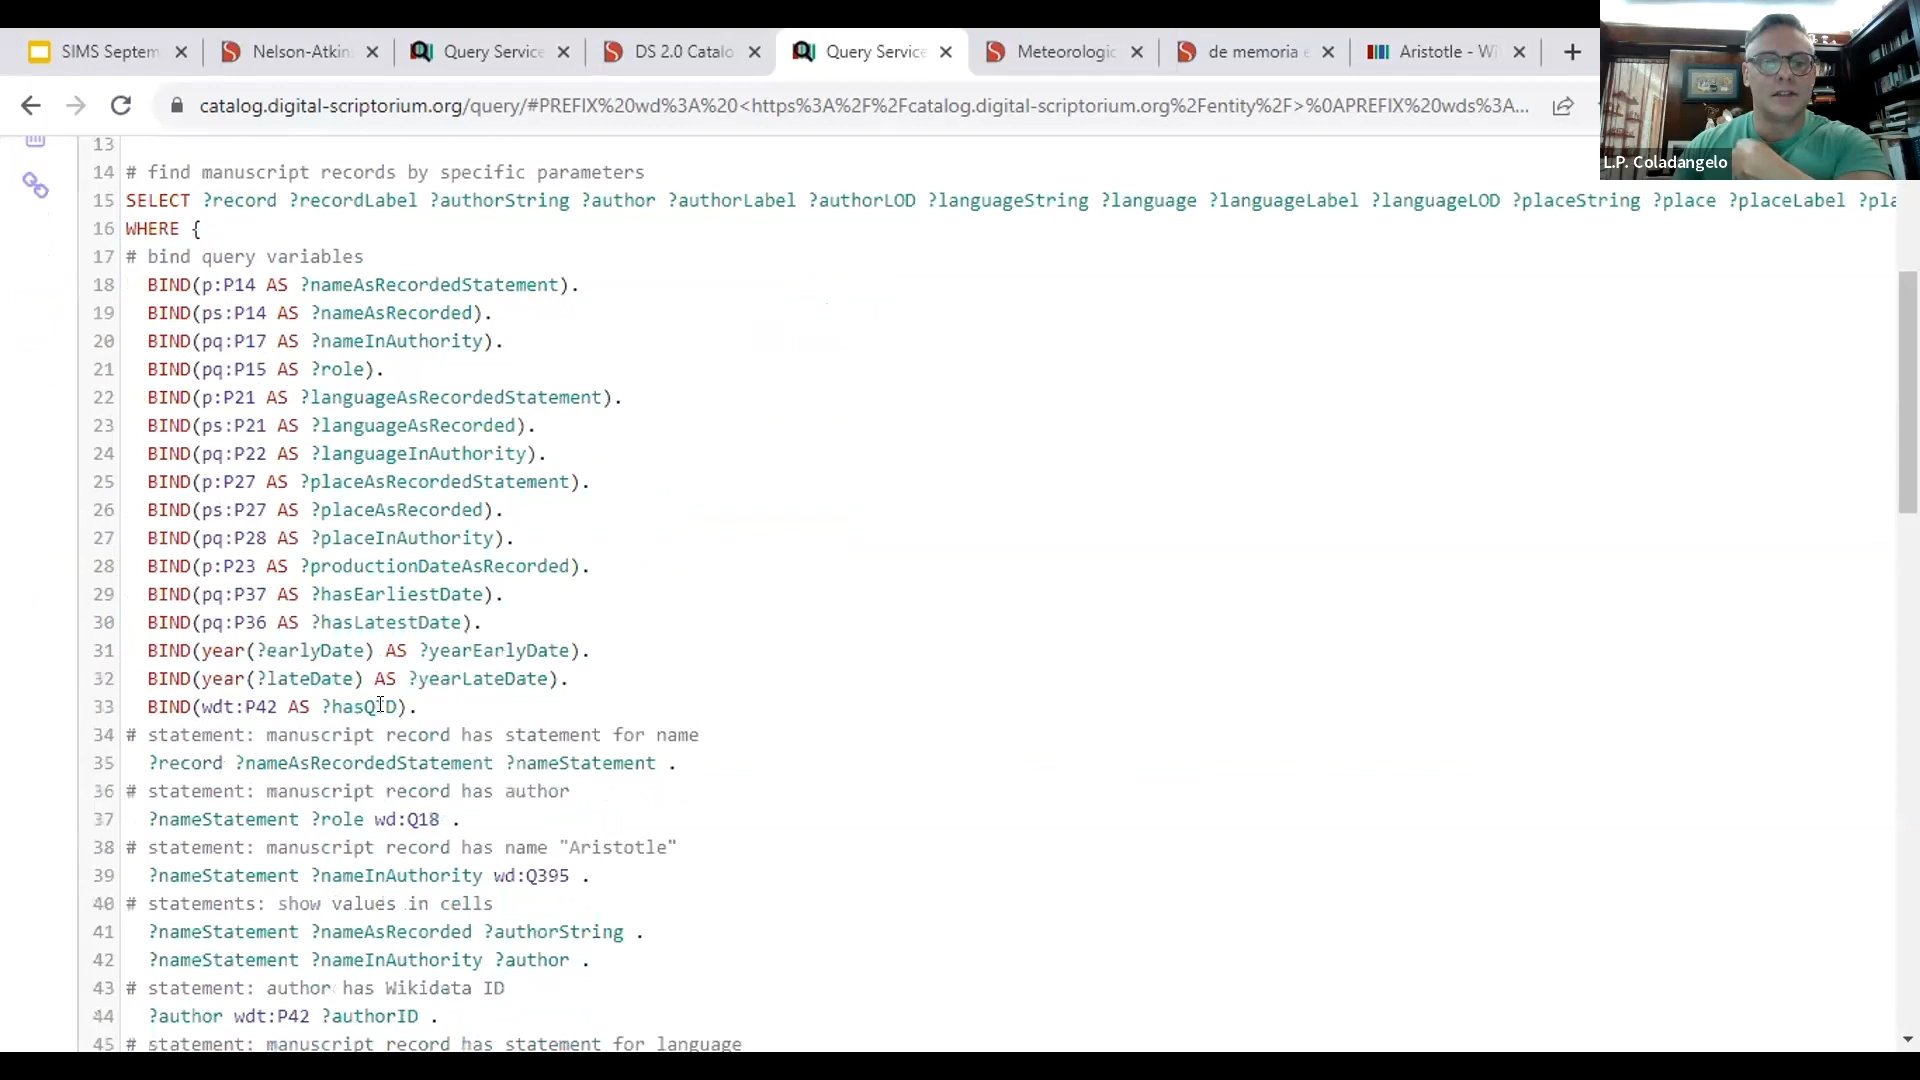 SIMS Septem
Nelson-Atkin
Query Service
DS 2.0 Catalo
Query Service
Meteorologic
de memoria e
Aristotle - Wi
catalog.digital-scriptorium.org/query/#PREFIX%20wd%3A%20<https%3A%2F%2Fcatalog.digital-scriptorium.org%2Fentity%2F>%0APREFIX%20wds%3A...
L.P. Coladangelo
13
14 # find manuscript records by specific parameters
15 SELECT ?record ?recordLabel ?authorString ?author ?authorLabel ?authorLOD ?languageString ?language ?languageLabel ?languageLOD ?placeString ?place ?placeLabel ?pla
16 WHERE {
17 # bind query variables
18 BIND(p:P14 AS ?nameAsRecordedStatement).
19 BIND(ps:P14 AS ?nameAsRecorded).
20 BIND(pq:P17 AS ?nameInAuthority).
21 BIND(pq:P15 AS ?role).
22 BIND(p:P21 AS ?languageAsRecordedStatement).
23 BIND(ps:P21 AS ?languageAsRecorded).
24 BIND(pq:P22 AS ?languageInAuthority).
25 BIND(p:P27 AS ?placeAsRecordedStatement).
26 BIND(ps:P27 AS ?placeAsRecorded).
27 BIND(pq:P28 AS ?placeInAuthority).
28 BIND(p:P23 AS ?productionDateAsRecorded).
29 BIND(pq:P37 AS ?hasEarliestDate).
30 BIND(pq:P36 AS ?hasLatestDate).
31 BIND(year(?earlyDate) AS ?yearEarlyDate).
32 BIND(year(?lateDate) AS ?yearLateDate).
33 BIND(wdt:P42 AS ?hasQID).
34 # statement: manuscript record has statement for name
35 ?record ?nameAsRecordedStatement ?nameStatement .
36 # statement: manuscript record has author
37 ?nameStatement ?role wd:Q18 .
38 # statement: manuscript record has name "Aristotle"
39 ?nameStatement ?nameInAuthority wd:Q395 .
40 # statements: show values in cells
41 ?nameStatement ?nameAsRecorded ?authorString .
42 ?nameStatement ?nameInAuthority ?author .
43 # statement: author has Wikidata ID
44 ?author wdt:P42 ?authorID .
45 # statement: manuscript record has statement for language